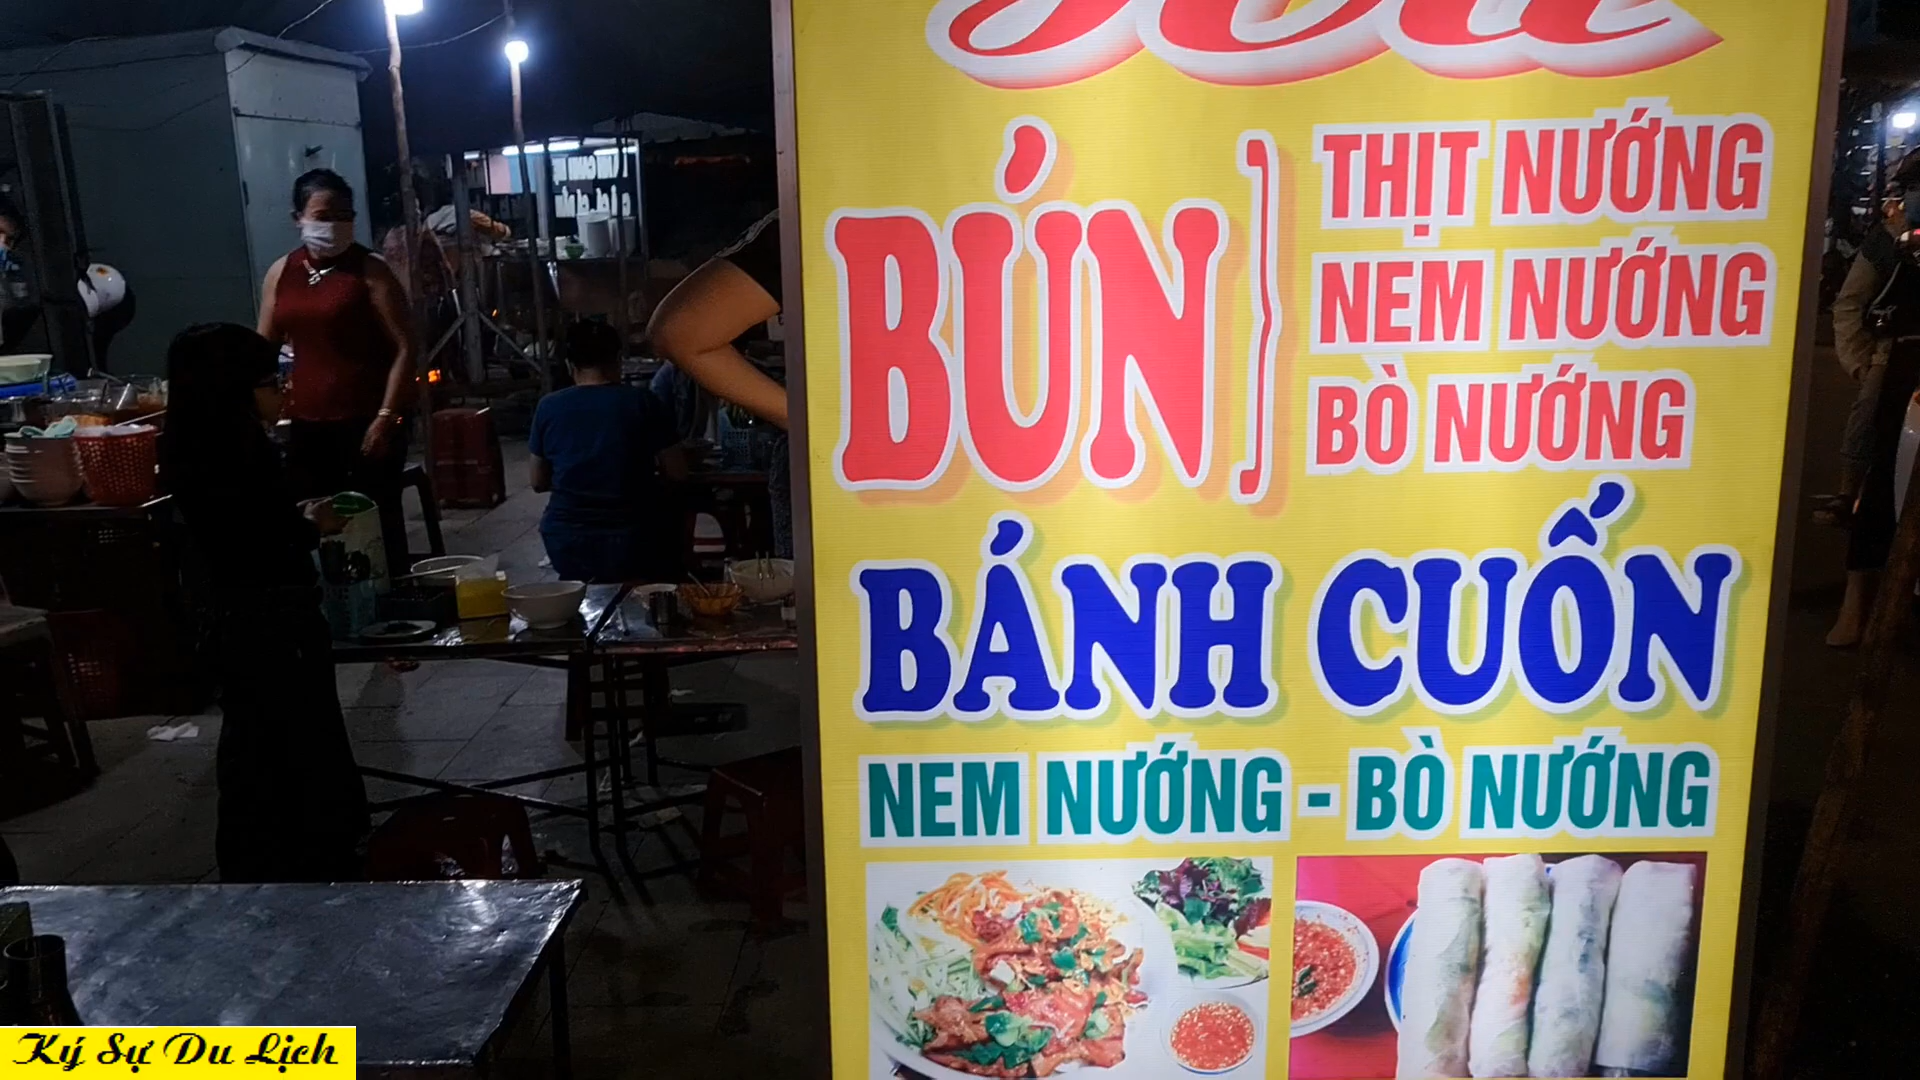 BÚN } THỊT NƯỚNG
NEM NƯỚNG
BÒ NƯỚNG
BÁNH CUỐN
NEM NƯỚNG - BÒ NƯỚNG
Ký Sự Du Lịch